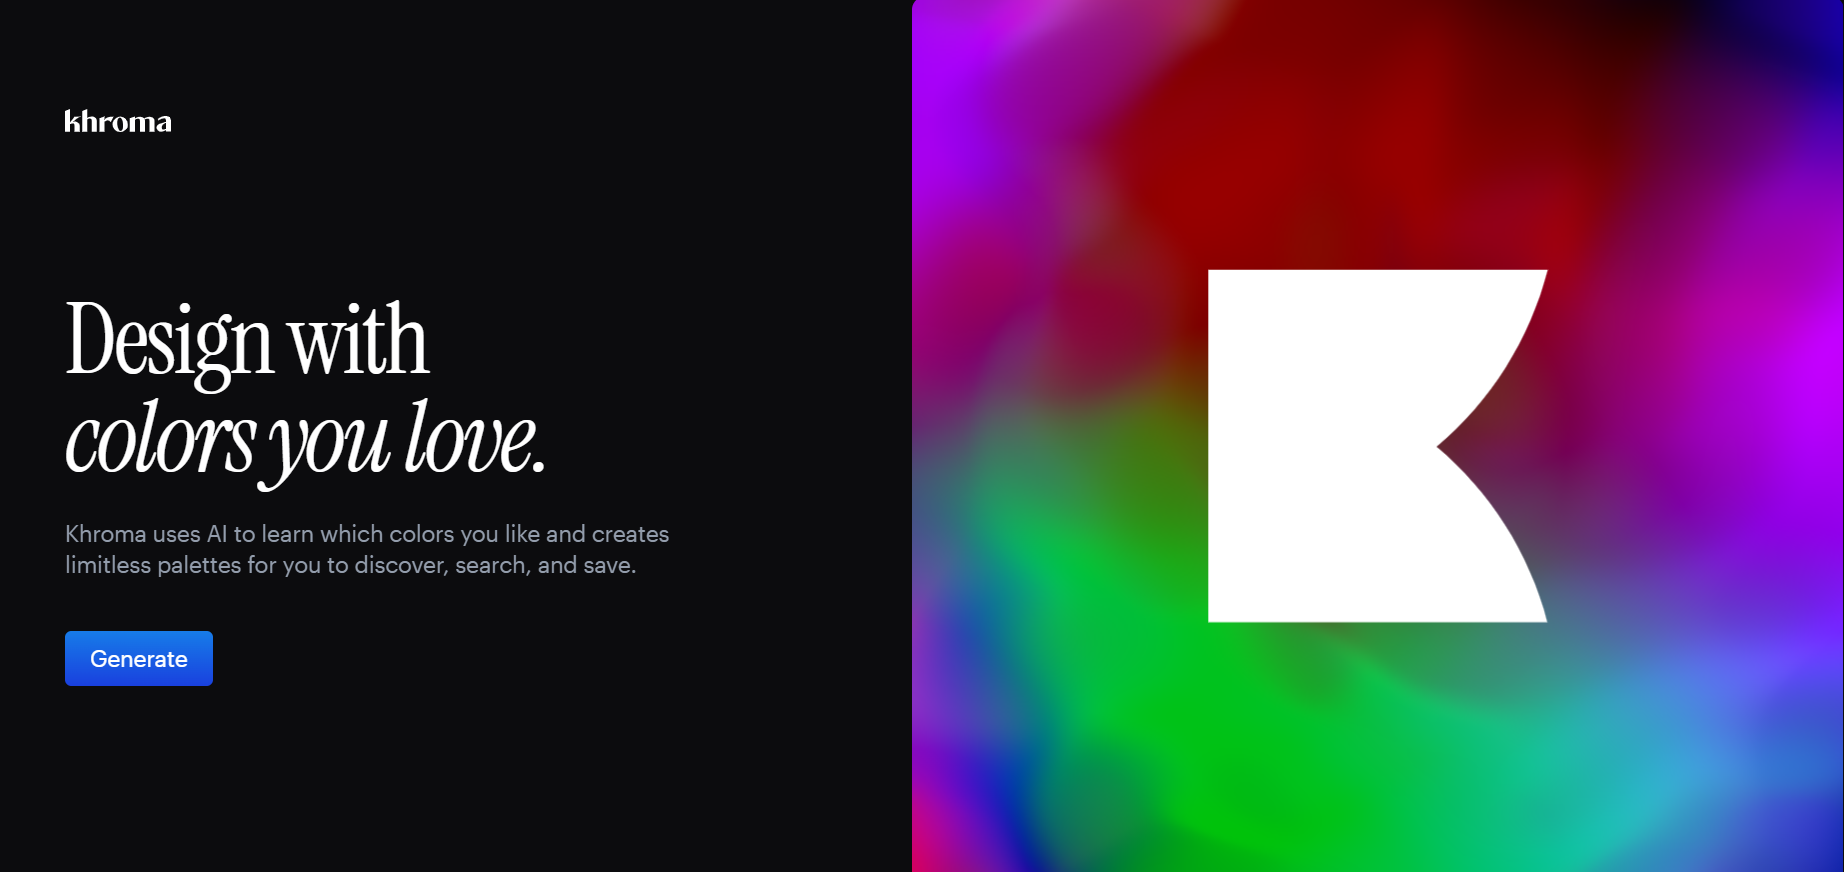 khroma
Design with
colors you love.
Khroma uses AI to learn which colors you like and creates
limitless palettes for you to discover, search, and save.
Generate